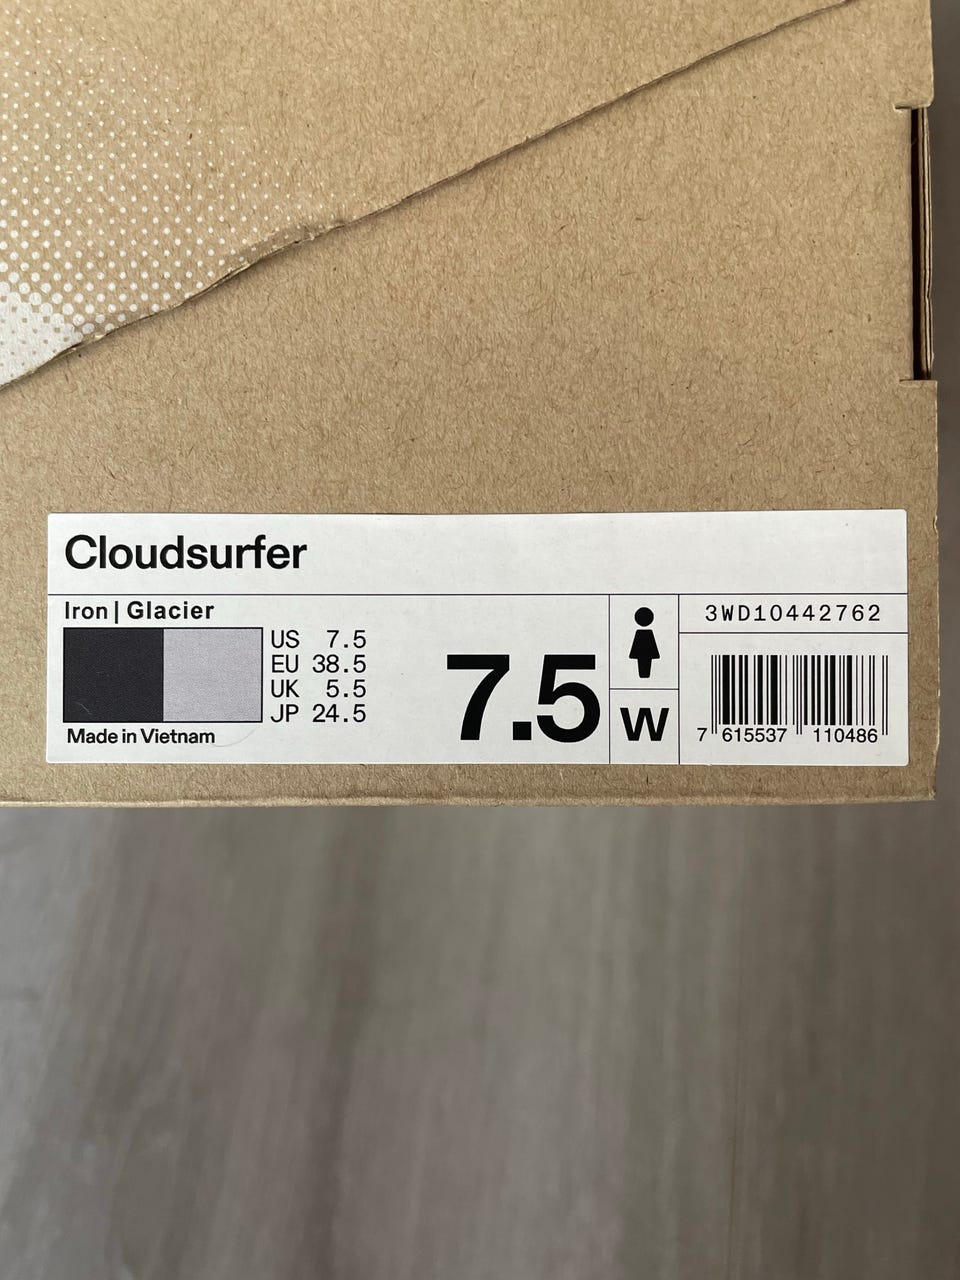 Cloudsurfer
Iron | Glacier
US 7.5
EU 38.5
UK 5.5
JP 24.5
Made in Vietnam
7.5
W
3WD10442762
7 615537 110486